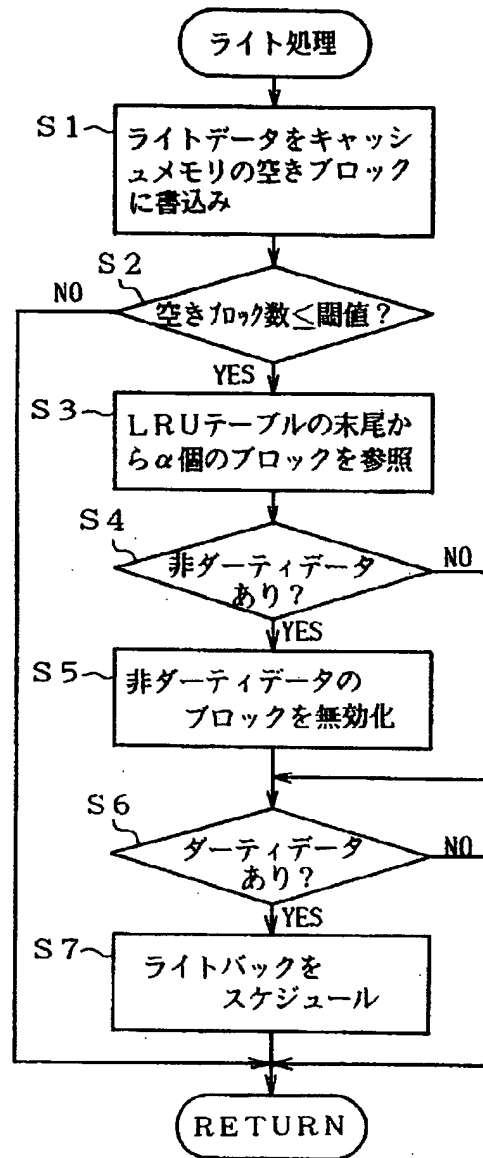 ライト処理
S1
ライトデータをキャッシ
ュメモリの空きブロック
に書込み
S2
NO
空きブロック数≦閾値？
YES
S3
LRUテーブルの末尾か
らα個のブロックを参照
S4
非ダーティデータ
あり？
NO
YES
S5
非ダーティデータの
ブロックを無効化
S6
ダーティデータ
あり？
NO
YES
S7
ライトバックを
スケジュール
RETURN